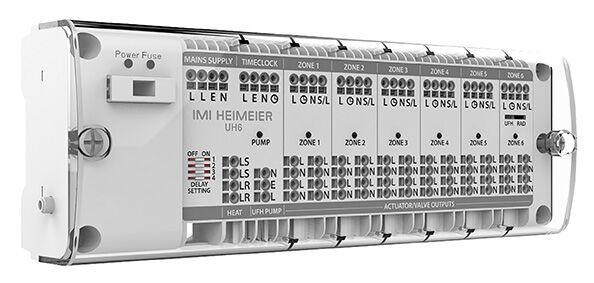 Power Fuse
MAINS SUPPLY TIMECLOCK ZONE 1 ZONE 2 ZONE 3 ZONE 4 ZONE 5 ZONE 6
L L E N L E N L N S/L L N S/L L N S/L L N S/L L N S/L L N S/L
IMI HEIMEIER
UH6
UFH RAD
PUMP ZONE 1 ZONE 2 ZONE 3 ZONE 4 ZONE 5 ZONE 6
OFF ON
1
2
3
4
DELAY
SETTING
LS
LS N N N N N N N N N N N N N
LR E L L L L L L L L L L L L
LR L
HEAT UFH PUMP ACTUATOR/VALVE OUTPUTS